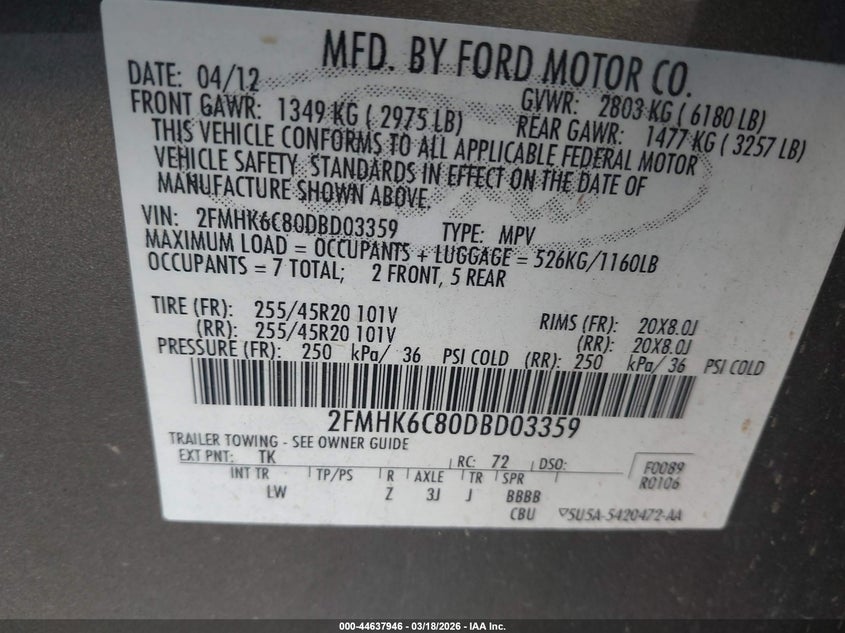 MFD. BY FORD MOTOR CO.
DATE: 04/12 GVWR: 2803 KG ( 6180 LB)
FRONT GAWR: 1349 KG ( 2975 LB) REAR GAWR: 1477 KG ( 3257 LB)
THIS VEHICLE CONFORMS TO ALL APPLICABLE FEDERAL MOTOR
VEHICLE SAFETY STANDARDS IN EFFECT ON THE DATE OF
MANUFACTURE SHOWN ABOVE.
VIN: 2FMHK6C80DBD03359 TYPE: MPV
MAXIMUM LOAD = OCCUPANTS + LUGGAGE = 526KG/1160LB
OCCUPANTS = 7 TOTAL; 2 FRONT, 5 REAR
TIRE (FR): 255/45R20 101V RIMS (FR): 20X8.0J
(RR): 255/45R20 101V (RR): 20X8.0J
PRESSURE (FR): 250 kPa/ 36 PSI COLD (RR): 250 kPa/ 36 PSI COLD
2FMHK6C80DBD03359
TRAILER TOWING - SEE OWNER GUIDE
EXT PNT: TK RC: 72 DSO: F0089
R0106
INT TR TP/PS R AXLE TR SPR
LW Z 3J J BBBB
CBU 5U5A-5420472-AA
000-44637946 - 03/18/2026 - IAA Inc.